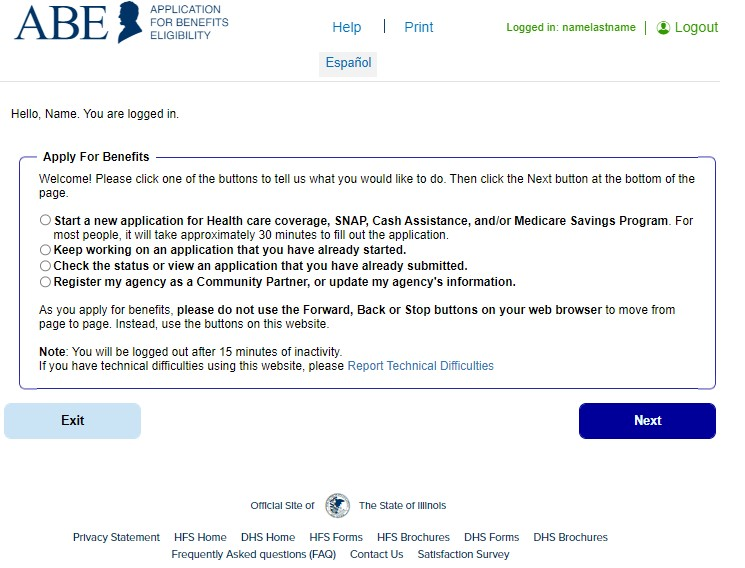 ABE
APPLICATION
FOR BENEFITS
ELIGIBILITY
Help | Print
Logged in: namelastname | Logout
Español
Hello, Name. You are logged in.
Apply For Benefits
Welcome! Please click one of the buttons to tell us what you would like to do. Then click the Next button at the bottom of the
page.
Start a new application for Health care coverage, SNAP, Cash Assistance, and/or Medicare Savings Program. For
most people, it will take approximately 30 minutes to fill out the application.
Keep working on an application that you have already started.
Check the status or view an application that you have already submitted.
Register my agency as a Community Partner, or update my agency's information.
As you apply for benefits, please do not use the Forward, Back or Stop buttons on your web browser to move from
page to page. Instead, use the buttons on this website.
Note: You will be logged out after 15 minutes of inactivity.
If you have technical difficulties using this website, please Report Technical Difficulties
Exit
Next
Official Site of The State of Illinois
Privacy Statement HFS Home DHS Home HFS Forms HFS Brochures DHS Forms DHS Brochures
Frequently Asked questions (FAQ) Contact Us Satisfaction Survey